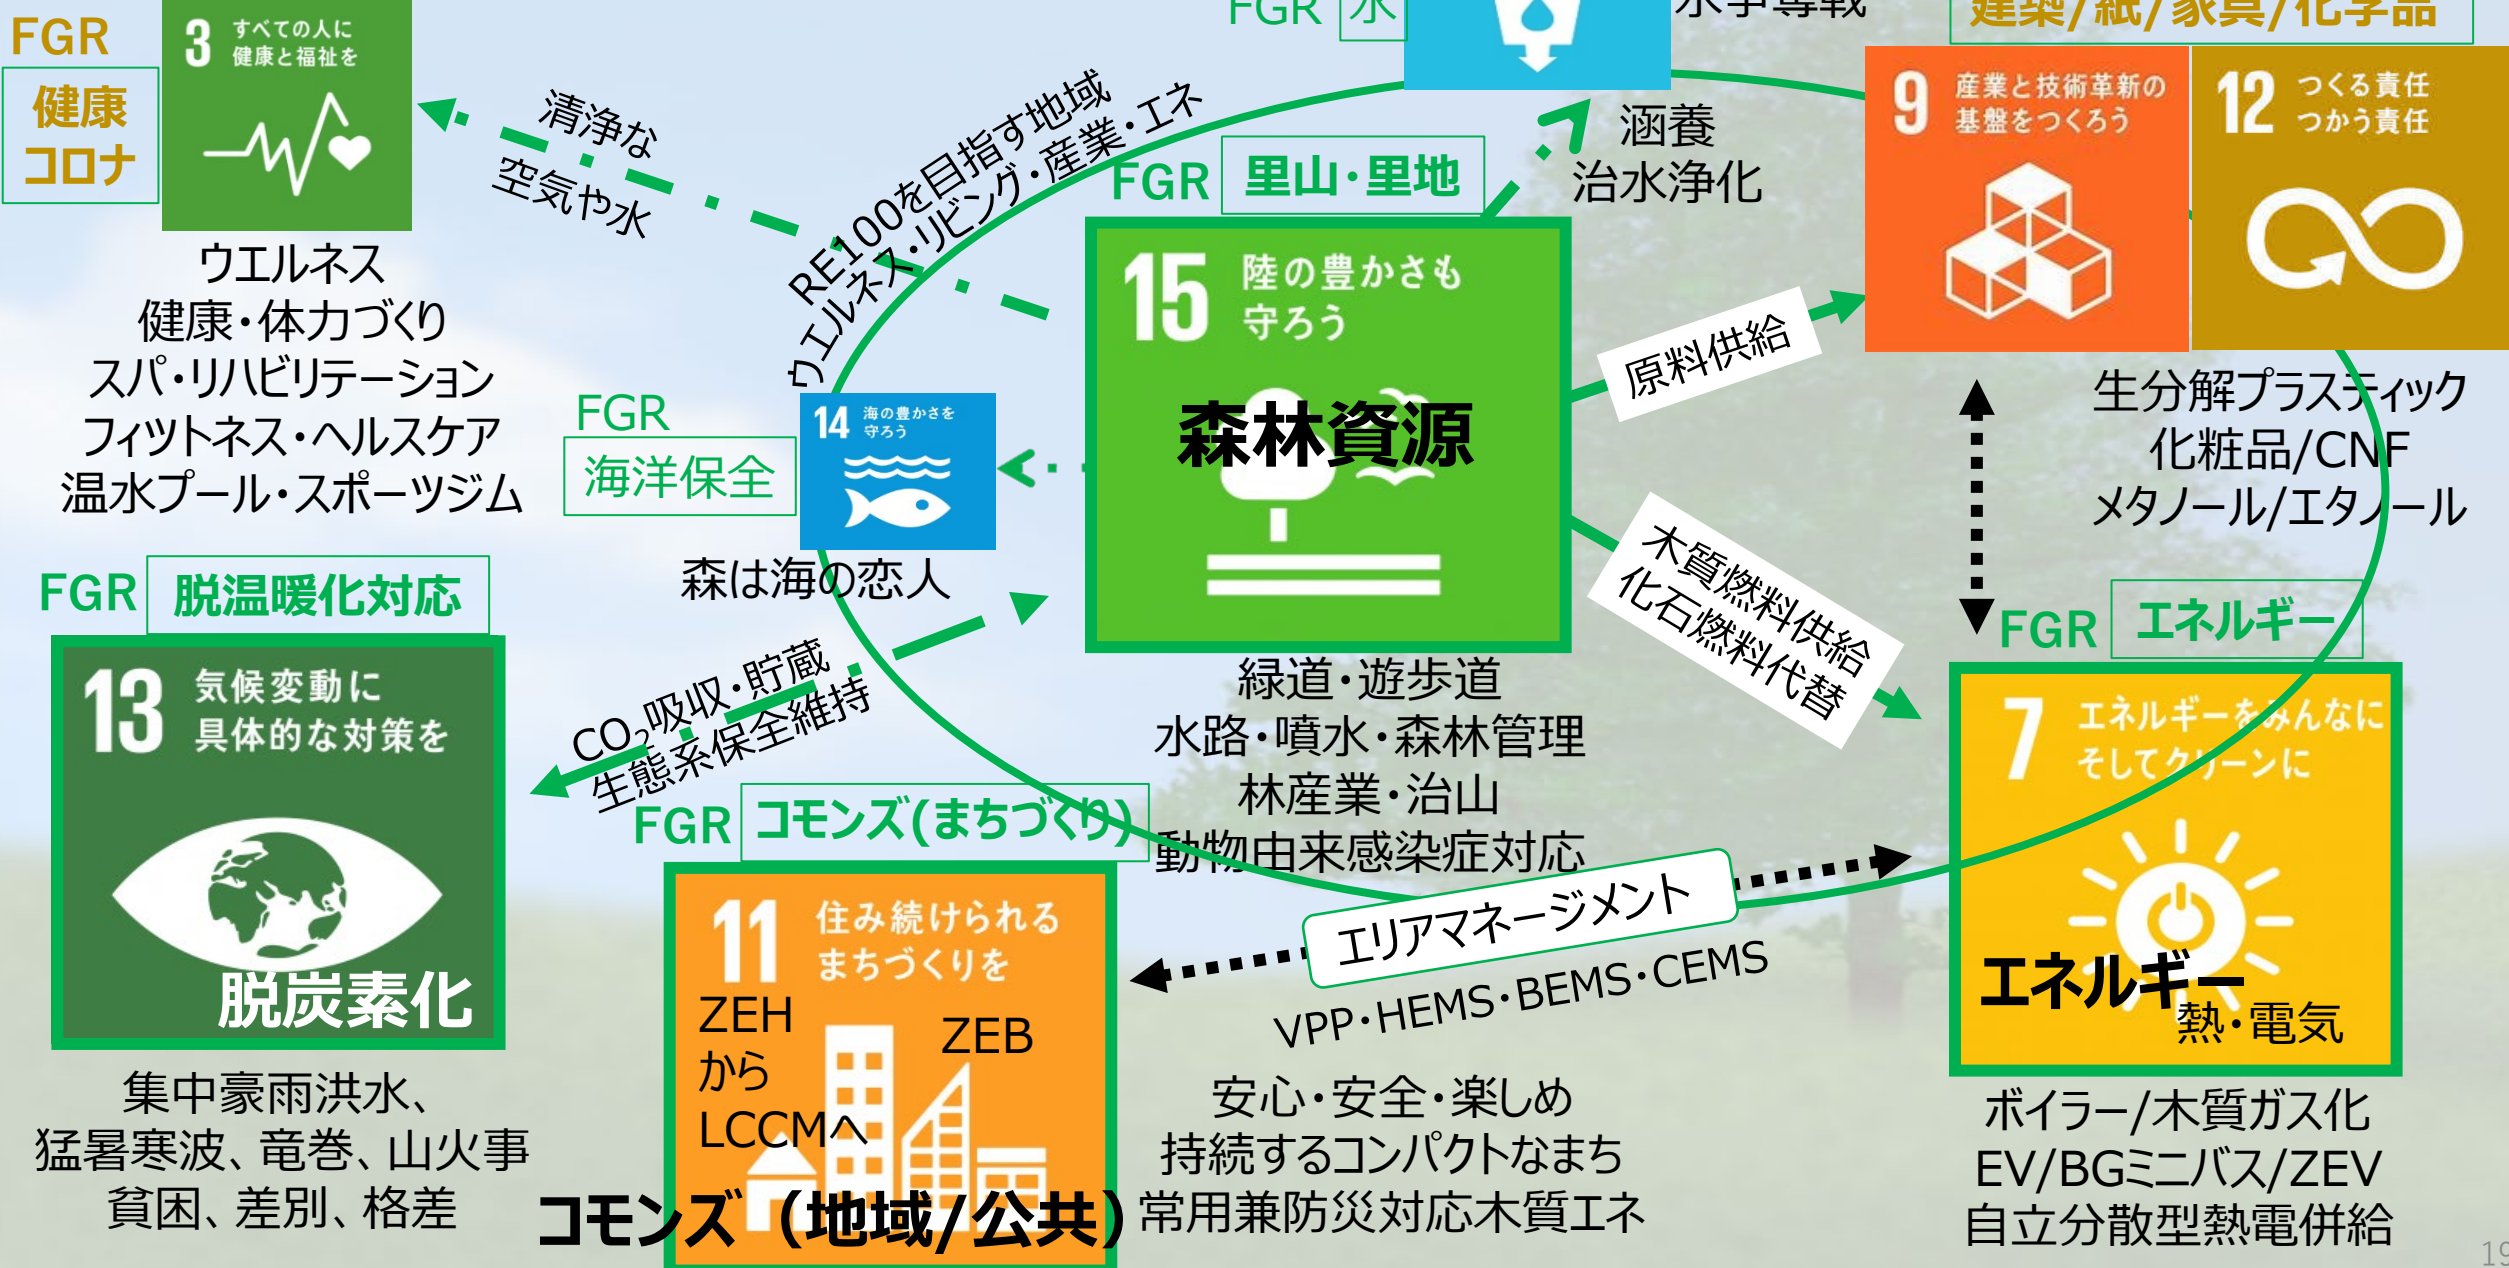 FGR
健康
コロナ
3 すべての人に
健康と福祉を
ウエルネス
健康・体力づくり
スパ・リハビリテーション
フィツトネス・ヘルスケア
温水プール・スポーツジム
清浄な
空気や水
RE100を目指す地域
ウエルネス・リビング・産業・エネ
FGR 水
水争奪戦
涵養
治水浄化
建築/紙/家具/化学品
9 産業と技術革新の
基盤をつくろう
12 つくる責任
つかう責任
生分解プラスティック
化粧品/CNF
メタノール/エタノール
FGR 里山・里地
15 陸の豊かさも
守ろう
森林資源
緑道・遊歩道
水路・噴水・森林管理
林産業・治山
動物由来感染症対応
原料供給
木質燃料供給
化石燃料代替
FGR
海洋保全
14 海の豊かさを
守ろう
森は海の恋人
FGR 脱温暖化対応
13 気候変動に
具体的な対策を
脱炭素化
集中豪雨洪水、
猛暑寒波、竜巻、山火事
貧困、差別、格差
CO₂吸収・貯蔵
生態系保全維持
FGR コモンズ(まちづくり)
11 住み続けられる
まちづくりを
ZEH
から
LCCMへ
ZEB
コモンズ（地域/公共）
エリアマネージメント
VPP・HEMS・BEMS・CEMS
安心・安全・楽しめ
持続するコンパクトなまち
常用兼防災対応木質エネ
FGR エネルギー
7 エネルギーをみんなに
そしてクリーンに
エネルギー
熱・電気
ボイラー/木質ガス化
EV/BGミニバス/ZEV
自立分散型熱電併給
19